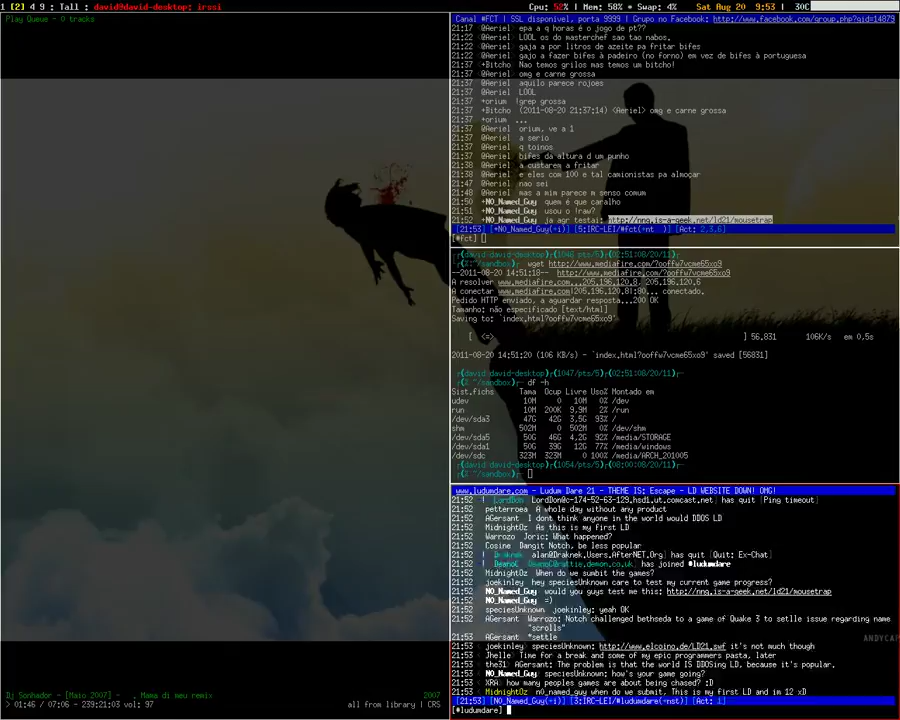 1 [2] 4 9 : Tall : david@david-desktop: irssi
Cpu: 52% | Mem: 58% * Swap: 4%
Sat Aug 20 9:53 | 30C
Play Queue - 0 tracks
Canal #FCT | SSL disponivel, porta 9999 | Grupo no Facebook: http://www.facebook.com/group.php?gid=14879
21:17 @Aeriel epa a q horas é o jogo de pt??
21:22 @Aeriel LOOL os do masterchef sao tao nabos.
21:22 @Aeriel gaja a por litros de azeite pa fritar bifes
21:22 @Aeriel gajo a fazer bifes à padeiro (no forno) em vez de bifes à portuguesa
21:37 +Bitcho Nao temos grilos mas temos um bitcho!
21:37 @Aeriel omg e carne grossa
21:37 @Aeriel aquilo parece rojoes
21:37 @Aeriel LOOL
21:37 +orium !grep grossa
21:37 +Bitcho (2011-08-20 21:37:14) <Aeriel> omg e carne grossa
21:37 +orium ...
21:37 @Aeriel orium, ve a 1
21:37 @Aeriel a serio
21:37 @Aeriel q toinos
21:37 @Aeriel bifes da altura d um punho
21:38 @Aeriel a custarem a fritar
21:38 @Aeriel e eles com 100 e tal camionistas pa almoçar
21:47 @Aeriel nao sei
21:48 @Aeriel mas a mim parece m senso comum
21:50 +NO_Named_Guy quem é que caralho
21:51 +NO_Named_Guy usou o !raw?
21:52 +NO_Named_Guy ja agr testai: http://nng.is-a-geek.net/ld21/mousetrap
[21:53] [+NO_Named_Guy(+i)] [5:IRC-LEI/#fct(+nt )] [Act: 2,3,6]
[#fct]
(david david-desktop) (1046 pts/5) (02:51:08/20/11)
(%:~/sandbox) wget http://www.mediafire.com/?ooffw7vcme65xo9
--2011-08-20 14:51:18-- http://www.mediafire.com/?ooffw7vcme65xo9
A resolver www.mediafire.com...205.196.120.8, 205.196.120.6
A conectar www.mediafire.com|205.196.120.8|:80... conectado.
Pedido HTTP enviado, a aguardar resposta...200 OK
Tamanho: não especificado [text/html]
Saving to: `index.html?ooffw7vcme65xo9'
[ <=> ] 56.831 106K/s em 0,5s
2011-08-20 14:51:20 (106 KB/s) - `index.html?ooffw7vcme65xo9' saved [56831]
(david david-desktop) (1047/pts/5) (02:51:08/20/11)
(% ~/sandbox) df -h
Sist.fichs Tama Ocup Livre Uso% Montado em
udev 10M 0 10M 0% /dev
run 10M 200K 9,9M 2% /run
/dev/sda3 47G 42G 3,5G 93% /
shm 502M 0 502M 0% /dev/shm
/dev/sda5 50G 46G 4,2G 92% /media/STORAGE
/dev/sda1 50G 39G 12G 77% /media/windows
/dev/sdc 323M 323M 0 100% /media/ARCH_201005
(david david-desktop) (1054/pts/5) (08:00:08/20/11)
(% ~/sandbox)
www.ludumdare.com - Ludum Dare 21 - THEME IS: Escape - LD WEBSITE DOWN! OMG!
21:52 ! LordDon [LordDon@c-174-52-63-129.hsd1.ut.comcast.net] has quit [Ping timeout]
21:52 petterroea A whole day without any product
21:52 AGersant I dont think anyone in the world would DDOS LD
21:52 MidnightOz As this is my first LD
21:52 Warrozo Joric: What happened?
21:52 Cosine Dangit Notch, be less popular
21:52 ! Draknek [alan@Draknek.Users.AfterNET.Org] has quit [Quit: Ex-Chat]
21:52 ! DeanoC [DeanoC@rattie.demon.co.uk] has joined #ludumdare
21:52 MidnightOz When do we sumbit the games?
21:52 joekinley hey speciesUnknown care to test my current game progress?
21:52 NO_Named_Guy would you guys test me this: http://nng.is-a-geek.net/ld21/mousetrap
21:52 NO_Named_Guy =)
21:52 speciesUnknown joekinley: yeah OK
21:52 AGersant Warrozo: Notch challenged bethseda to a game of Quake 3 to setlle issue regarding name
"scrolls"
21:53 AGersant *settle
21:53 joekinley speciesUnknown: http://www.elcoino.de/LD21.swf it's not much though
21:53 Jhelle Time for a break and some of my epic programmers pasta, later
21:53 the31 AGersant: The problem is that the world IS DDOSing LD, because it's popular.
21:53 NO_Named_Guy speciesUnknown: how's your game going?
21:53 XRA how many peoples games are about being chased? :D
21:53 MidnightOz n0_named_guy when do we submit, This is my first LD and im 12 xD
[21:53] [NO_Named_Guy(+i)] [3:IRC-LEI/#ludumdare(+nst)] [Act: 1]
[#ludumdare]
Dj Sonhador - [Maio 2007] - . Mama di meu remix
2007
> 01:46 / 07:06 - 239:21:03 vol: 97
all from library | CRS